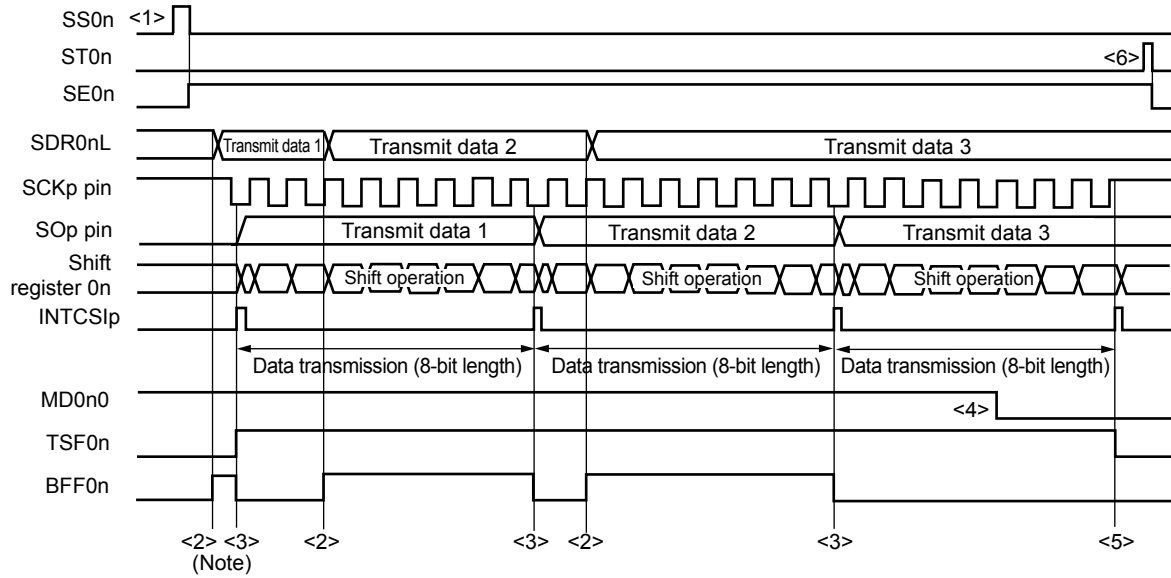 SS0n <1>
ST0n <6>
SE0n
SDR0nL Transmit data 1 Transmit data 2 Transmit data 3
SCKp pin
SOp pin Transmit data 1 Transmit data 2 Transmit data 3
Shift
register 0n Shift operation Shift operation Shift operation
INTCSIp
Data transmission (8-bit length) Data transmission (8-bit length) Data transmission (8-bit length)
MD0n0 <4>
TSF0n
BFF0n
<2> <3> <2> <3> <2> <3> <5>
(Note)